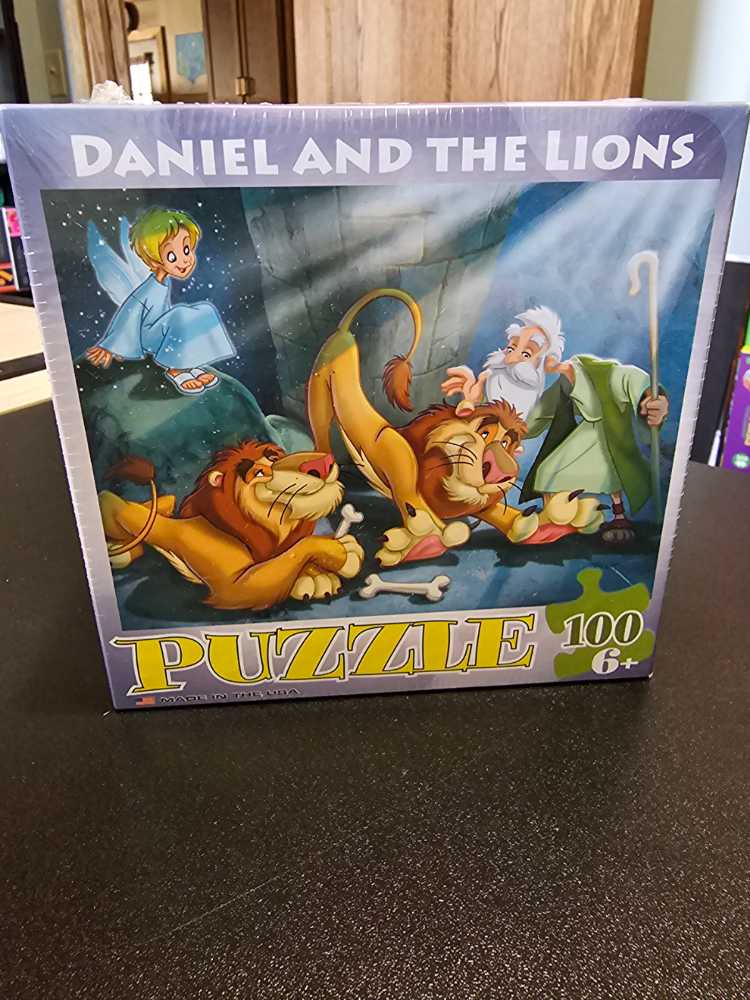 DANIEL AND THE LIONS
PUZZLE
100
6+
MADE IN THE USA